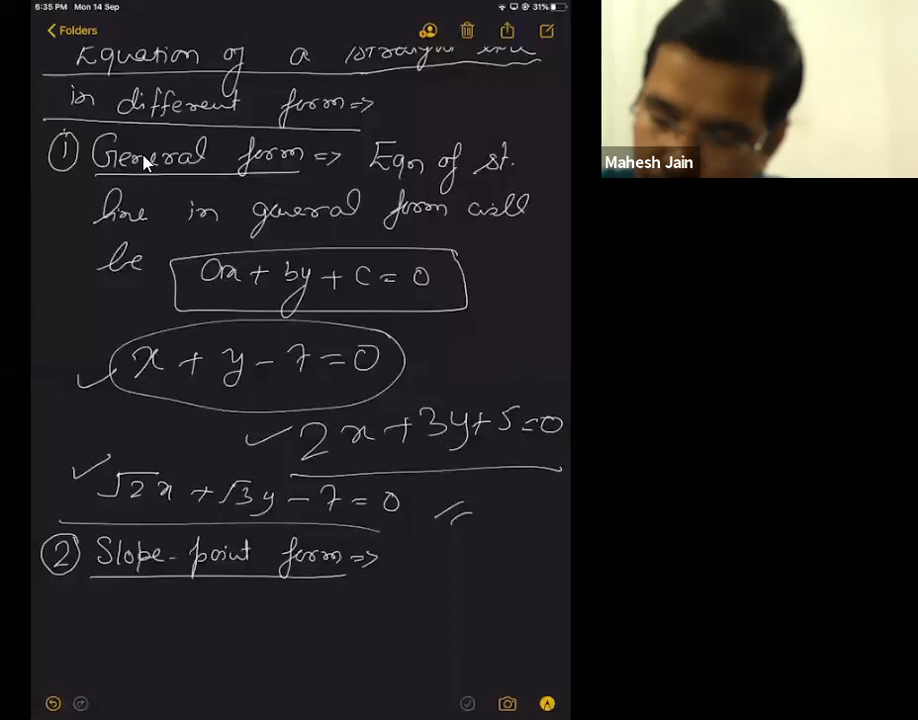 6:35 PM Mon 14 Sep
31%
Folders
Equation of a straight line
in different form ⇒
① General form ⇒ Eqn of st.
line in general form will
be ax + by + c = 0
x + y - 7 = 0
2x + 3y + 5 = 0
√2x + √3y - 7 = 0
② Slope-point form ⇒
Mahesh Jain